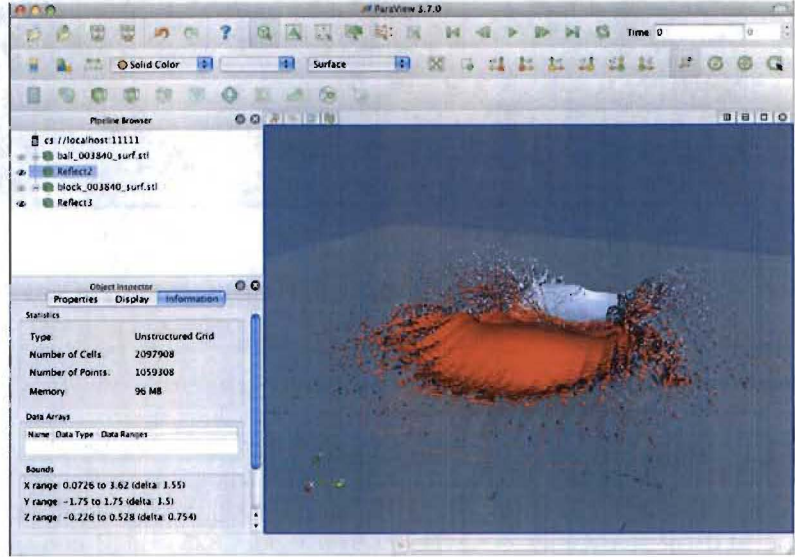 ParaView 3.7.0
?
Time: 0
0
Solid Color
Surface
Pipeline Browser
cs://localhost:11111
ball_003840_surf.stl
Reflect2
block_003840_surf.stl
Reflect3
Object Inspector
Properties Display Information
Statistics
Type: Unstructured Grid
Number of Cells: 2097908
Number of Points: 1059308
Memory: 96 MB
Data Arrays
Name Data Type Data Ranges
Bounds
X range: 0.0726 to 3.62 (delta: 3.55)
Y range: -1.75 to 1.75 (delta: 3.5)
Z range: -0.226 to 0.528 (delta: 0.754)